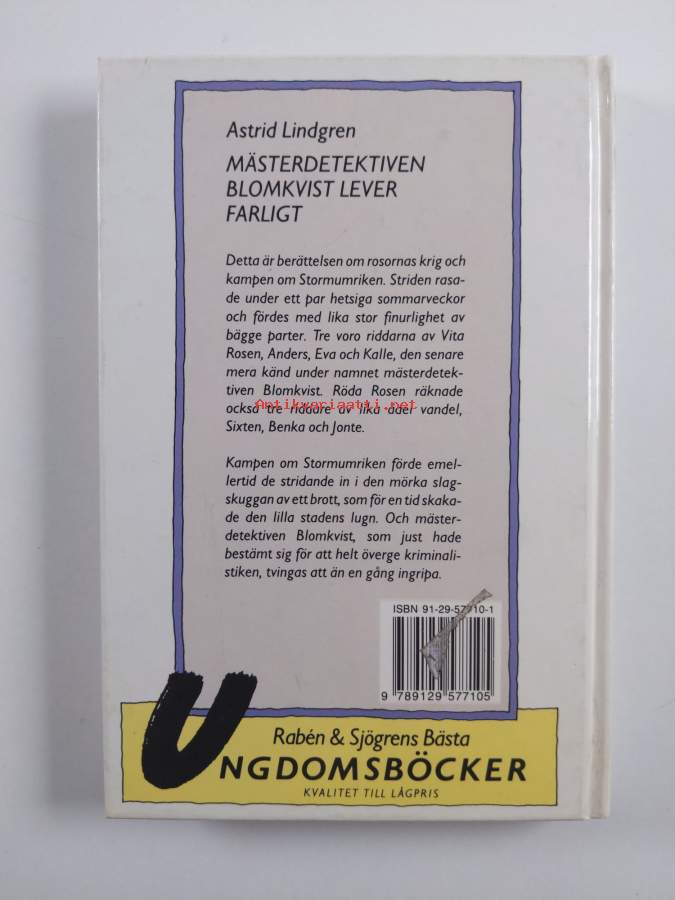 Astrid Lindgren
MÄSTERDETEKTIVEN
BLOMKVIST LEVER
FARLIGT
Detta är berättelsen om rosornas krig och
kampen om Stormumriken. Striden rasa-
de under ett par hetsiga sommarveckor
och fördes med lika stor finurlighet av
bägge parter. Tre voro riddarna av Vita
Rosen, Anders, Eva och Kalle, den senare
mera känd under namnet mästerdetek-
tiven Blomkvist. Röda Rosen räknade
också tre riddare av lika ädel vandel,
Antikvariaatti.net
Sixten, Benka och Jonte.
Kampen om Stormumriken förde emel-
lertid de stridande in i den mörka slag-
skuggan av ett brott, som för en tid skaka-
de den lilla stadens lugn. Och mäster-
detektiven Blomkvist, som just hade
bestämt sig för att helt överge kriminali-
stiken, tvingas att än en gång ingripa.
ISBN 91-29-57710-1
9 789129 577105
Rabén & Sjögrens Bästa
UNGDOMSBÖCKER
KVALITET TILL LÅGPRIS